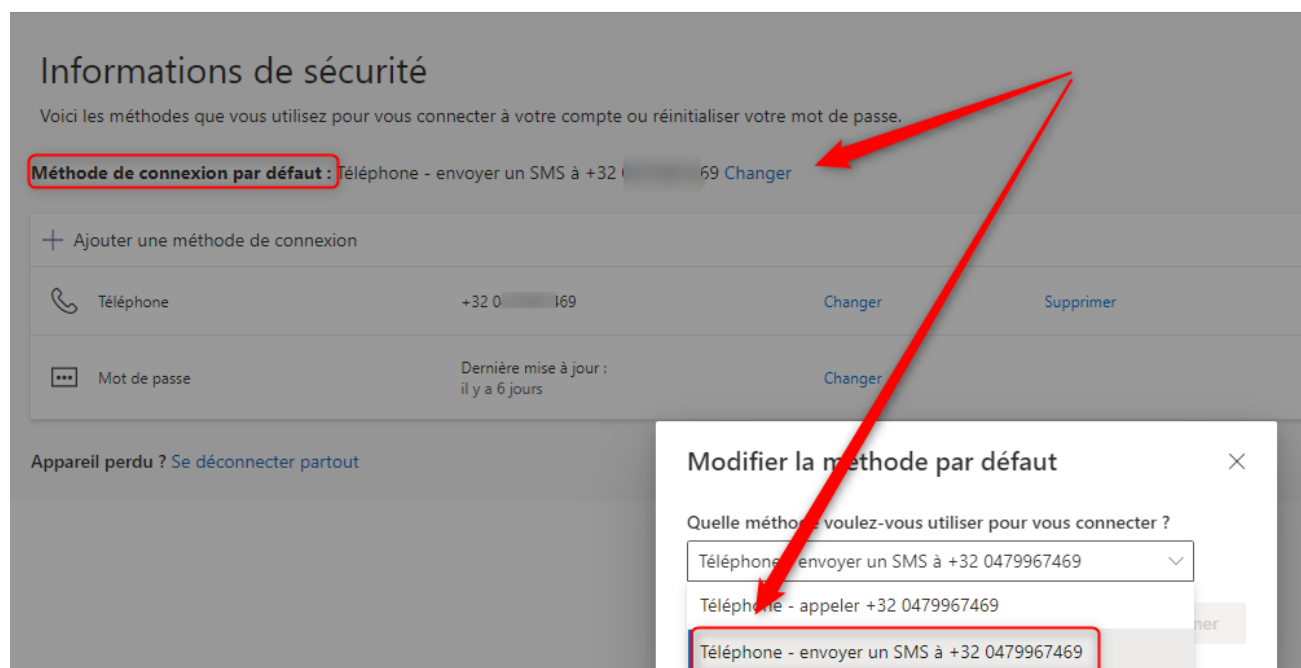 Informations de sécurité
Voici les méthodes que vous utilisez pour vous connecter à votre compte ou réinitialiser votre mot de passe.
Méthode de connexion par défaut : Téléphone - envoyer un SMS à +32 69 Changer
+ Ajouter une méthode de connexion
Téléphone +32 0 469 Changer Supprimer
Mot de passe Dernière mise à jour : Changer
il y a 6 jours
Appareil perdu ? Se déconnecter partout
Modifier la méthode par défaut
Quelle méthode voulez-vous utiliser pour vous connecter ?
Téléphone - envoyer un SMS à +32 0479967469
Téléphone - appeler +32 0479967469
Téléphone - envoyer un SMS à +32 0479967469